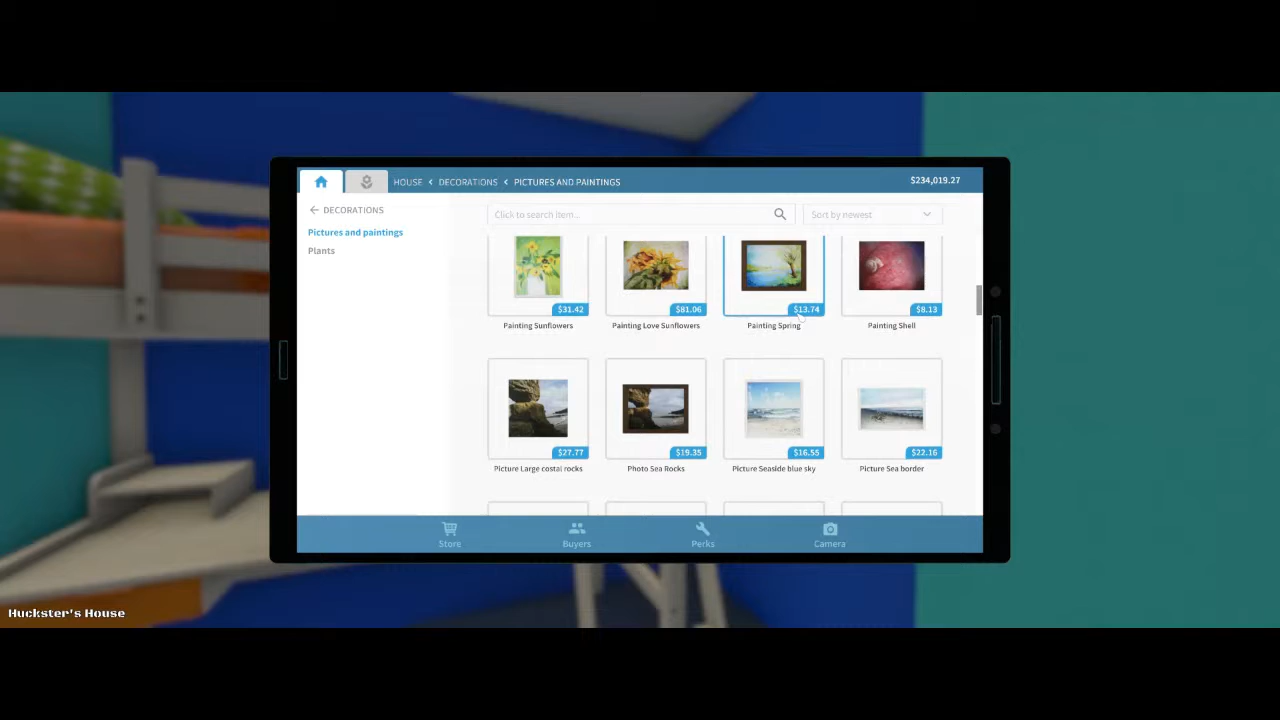 HOUSE < DECORATIONS < PICTURES AND PAINTINGS
$234,019.27
← DECORATIONS
Pictures and paintings
Plants
Click to search item...
Sort by newest
$31.42
$81.06
$13.74
$8.13
Painting Sunflowers
Painting Love Sunflowers
Painting Spring
Painting Shell
$27.77
$19.35
$16.55
$22.16
Picture Large costal rocks
Photo Sea Rocks
Picture Seaside blue sky
Picture Sea border
Store
Buyers
Perks
Camera
Huckster's House